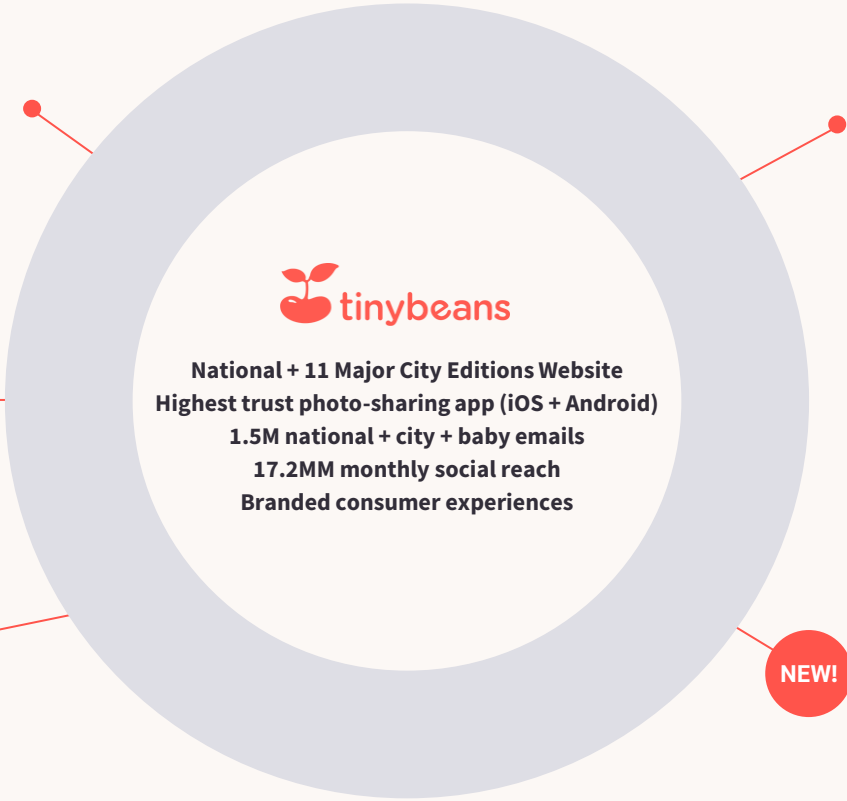 tinybeans
National + 11 Major City Editions Website
Highest trust photo-sharing app (iOS + Android)
1.5M national + city + baby emails
17.2MM monthly social reach
Branded consumer experiences
NEW!